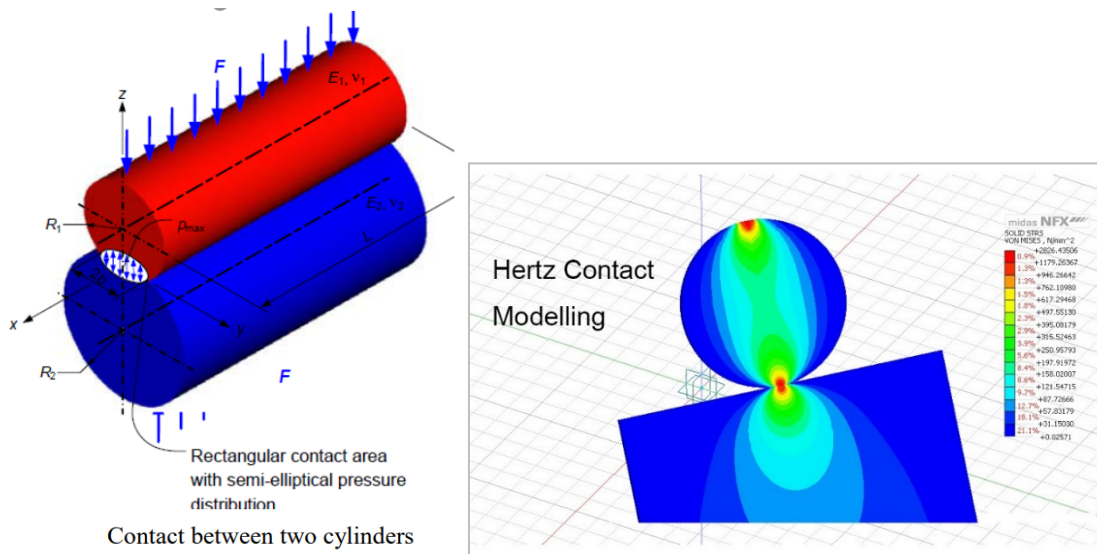 F
E₁, ν₁
z
E₂, ν₂
R₁
pmax
L
x
y
R₂
F
Rectangular contact area
with semi-elliptical pressure
distribution
Contact between two cylinders
Hertz Contact
Modelling
midas NFX
SOLID STRS
VON MISES , N/mm^2
+2826.43506
0.9%
+1179.26367
1.3%
+946.26642
1.3%
+762.10980
1.5%
+617.29468
1.8%
+497.55130
2.3%
+395.08179
2.9%
+315.52463
3.9%
+250.95793
5.6%
+197.91972
8.4%
+158.02007
8.6%
+121.54715
9.7%
+87.72666
12.7%
+57.83179
18.1%
+31.15030
21.1%
+0.02571